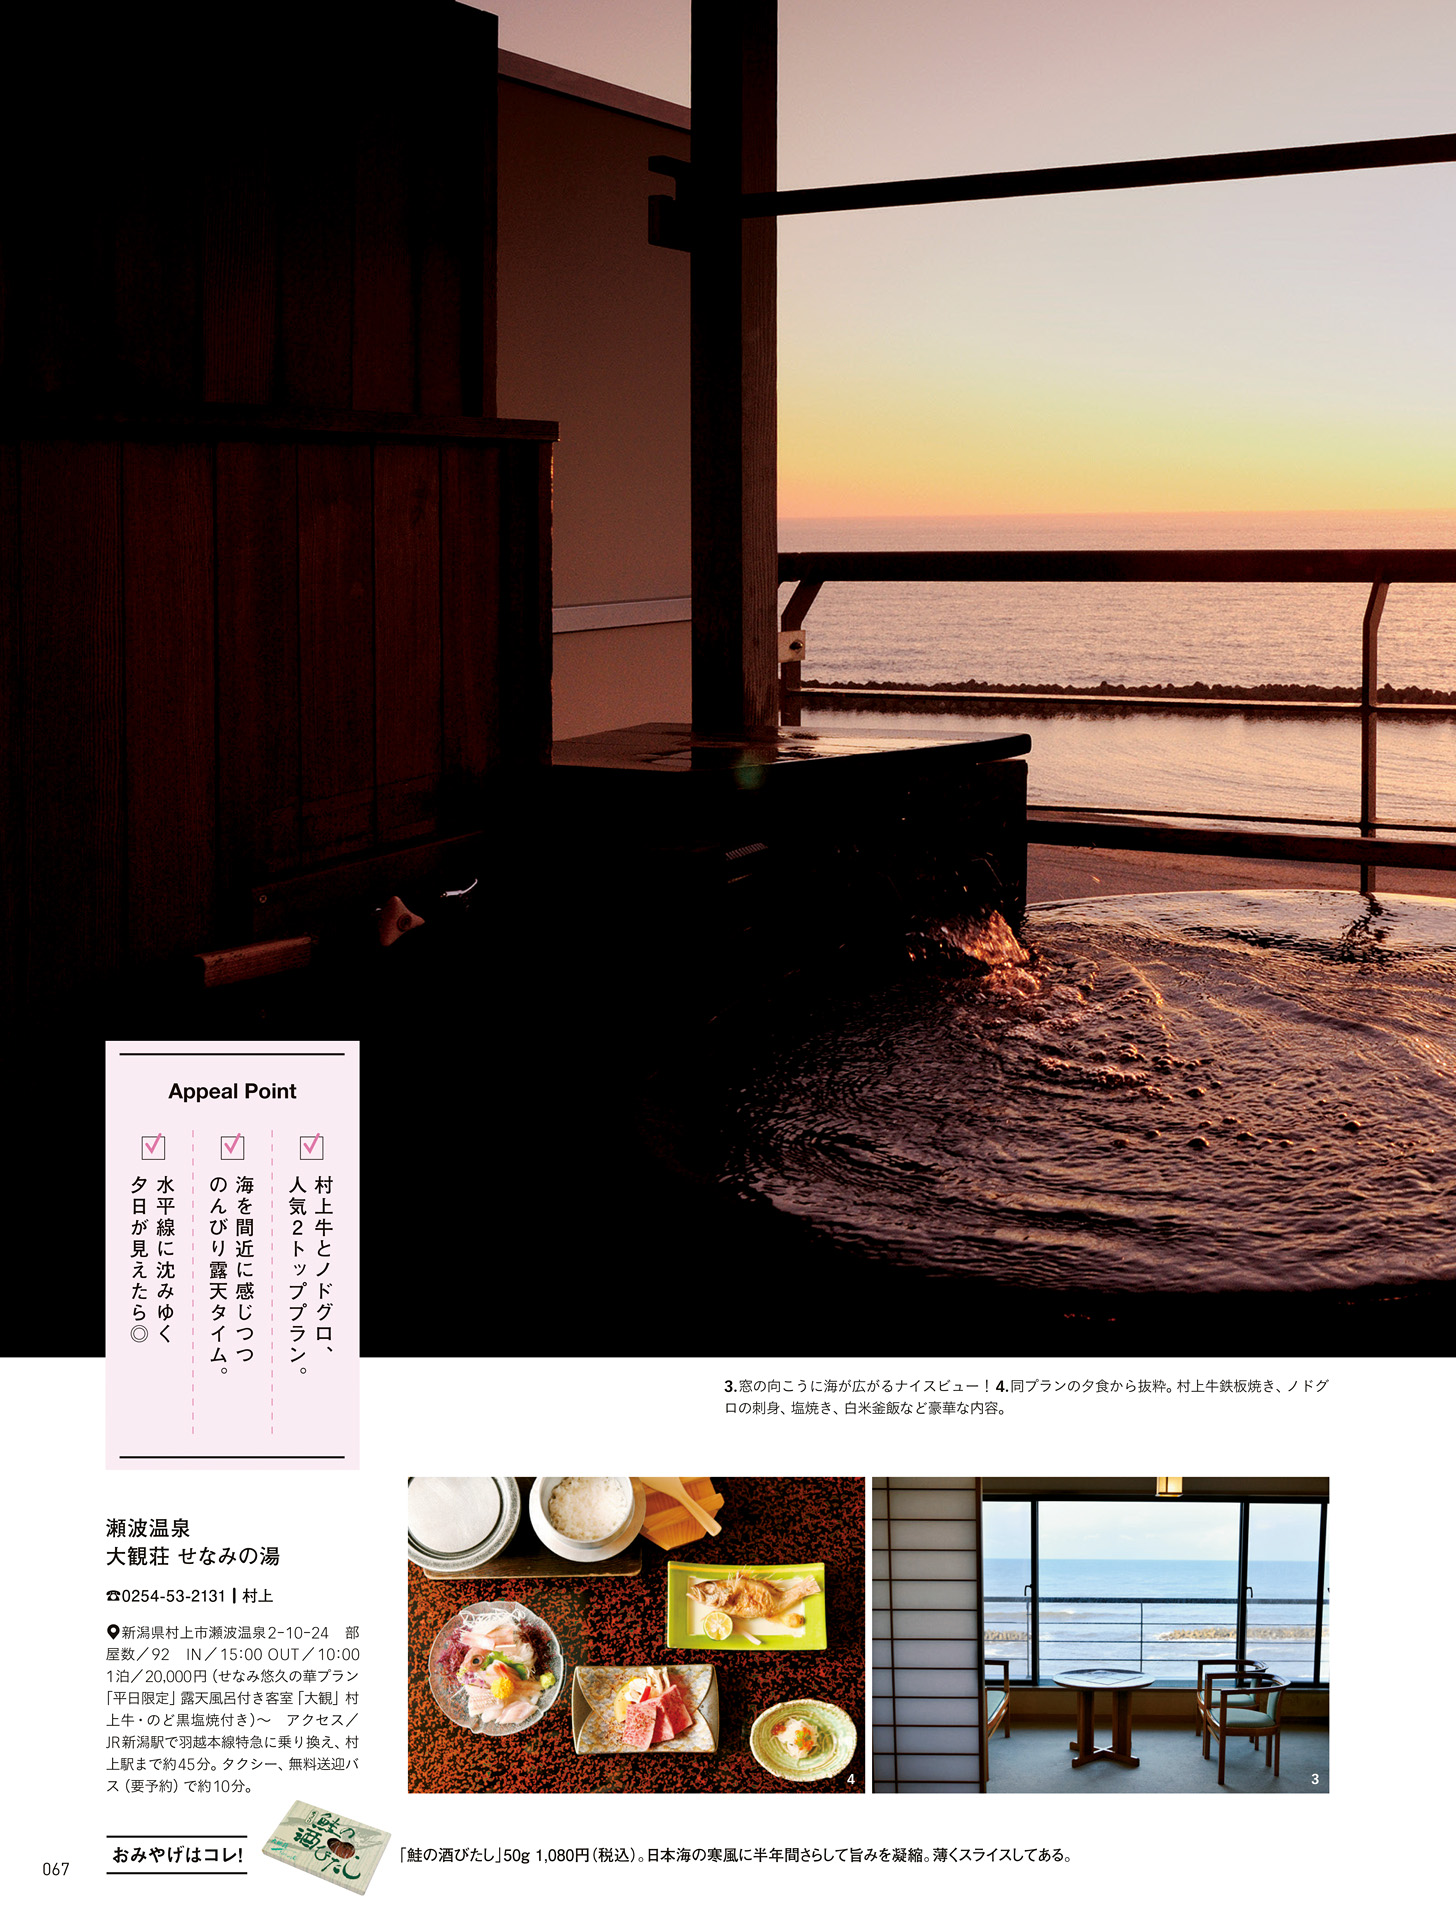 Appeal Point
村上牛とノドグロ、
人気2トッププラン。
海を間近に感じつつ
のんびり露天タイム。
水平線に沈みゆく
夕日が見えたら◎
3.窓の向こうに海が広がるナイスビュー！ 4.同プランの夕食から抜粋。村上牛鉄板焼き、ノドグ
ロの刺身、塩焼き、白米釜飯など豪華な内容。
瀬波温泉
大観荘 せなみの湯
☎0254-53-2131 | 村上
新潟県村上市瀬波温泉2-10-24　部
屋数／92　IN／15:00 OUT／10:00
1泊／20,000円（せなみ悠久の華プラン
「平日限定」露天風呂付き客室「大観」村
上牛・のど黒塩焼付き）〜　アクセス／
JR新潟駅で羽越本線特急に乗り換え、村
上駅まで約45分。タクシー、無料送迎バ
ス（要予約）で約10分。
4
3
おみやげはコレ!
鮭の
酒びたし
「鮭の酒びたし」50g 1,080円（税込）。日本海の寒風に半年間さらして旨みを凝縮。薄くスライスしてある。
067